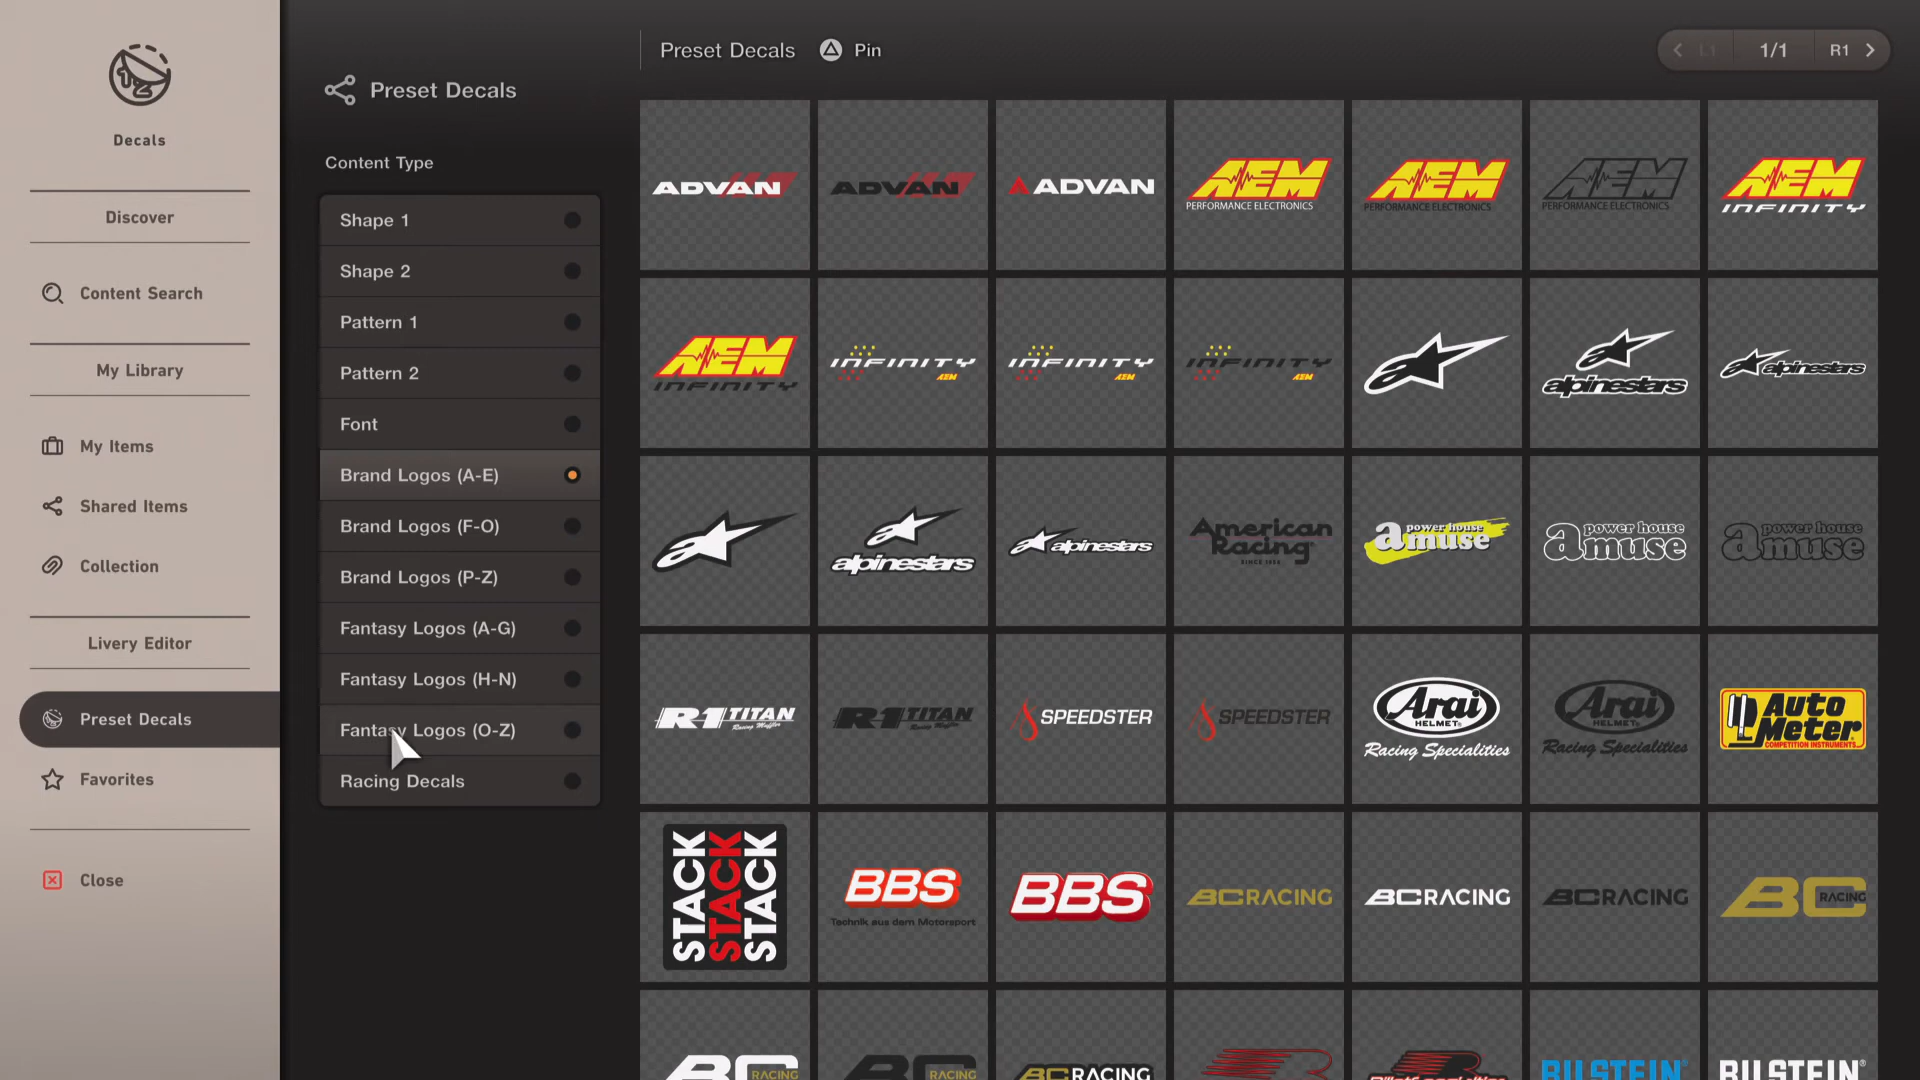 Decals
Discover
Content Search
My Library
My Items
Shared Items
Collection
Livery Editor
Preset Decals
Favorites
Close
Preset Decals
Content Type
Shape 1
Shape 2
Pattern 1
Pattern 2
Font
Brand Logos (A-E)
Brand Logos (F-O)
Brand Logos (P-Z)
Fantasy Logos (A-G)
Fantasy Logos (H-N)
Fantasy Logos (O-Z)
Racing Decals
Preset Decals Pin
L1 1/1 R1
ADVAN
ADVAN
ADVAN
AEM
PERFORMANCE ELECTRONICS
AEM
PERFORMANCE ELECTRONICS
AEM
PERFORMANCE ELECTRONICS
AEM
INFINITY
AEM
INFINITY
INFINITY
AEM
INFINITY
AEM
INFINITY
AEM
alpinestars
alpinestars
alpinestars
alpinestars
American
Racing
power house
amuse
power house
amuse
power house
amuse
R1 TITAN
R1 TITAN
SPEEDSTER
SPEEDSTER
Arai
HELMET
Racing Specialities
Arai
HELMET
Racing Specialities
Auto
Meter
COMPETITION INSTRUMENTS
STACK
STACK
STACK
BBS
Technik aus dem Motorsport
BBS
BC RACING
BC RACING
BC RACING
BC RACING
BC RACING
BC RACING
BC RACING
BILSTEIN®
BILSTEIN®